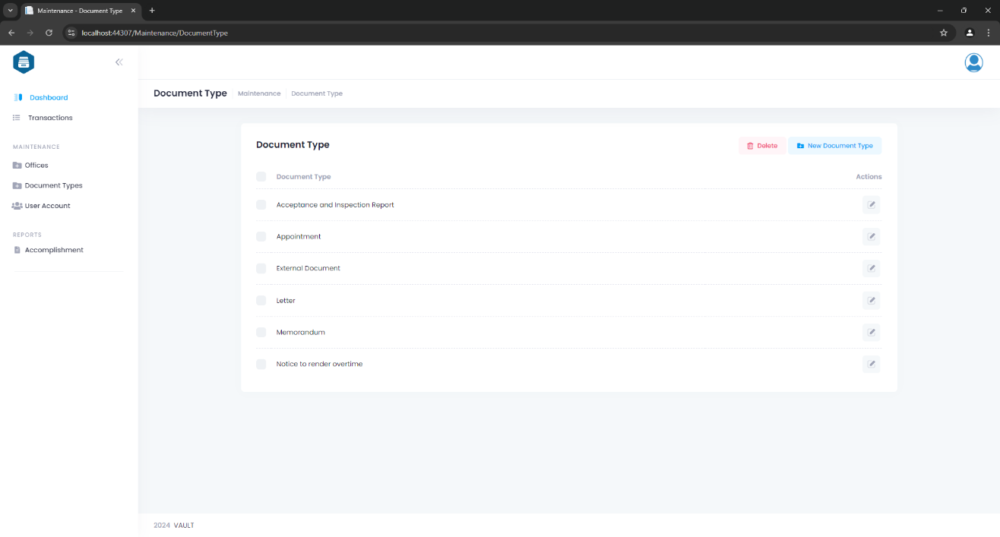 Maintenance - Document Type
localhost:44307/Maintenance/DocumentType
Dashboard
Transactions
MAINTENANCE
Offices
Document Types
User Account
REPORTS
Accomplishment
Document Type Maintenance Document Type
Document Type
Delete New Document Type
Document Type Actions
Acceptance and Inspection Report
Appointment
External Document
Letter
Memorandum
Notice to render overtime
2024 VAULT